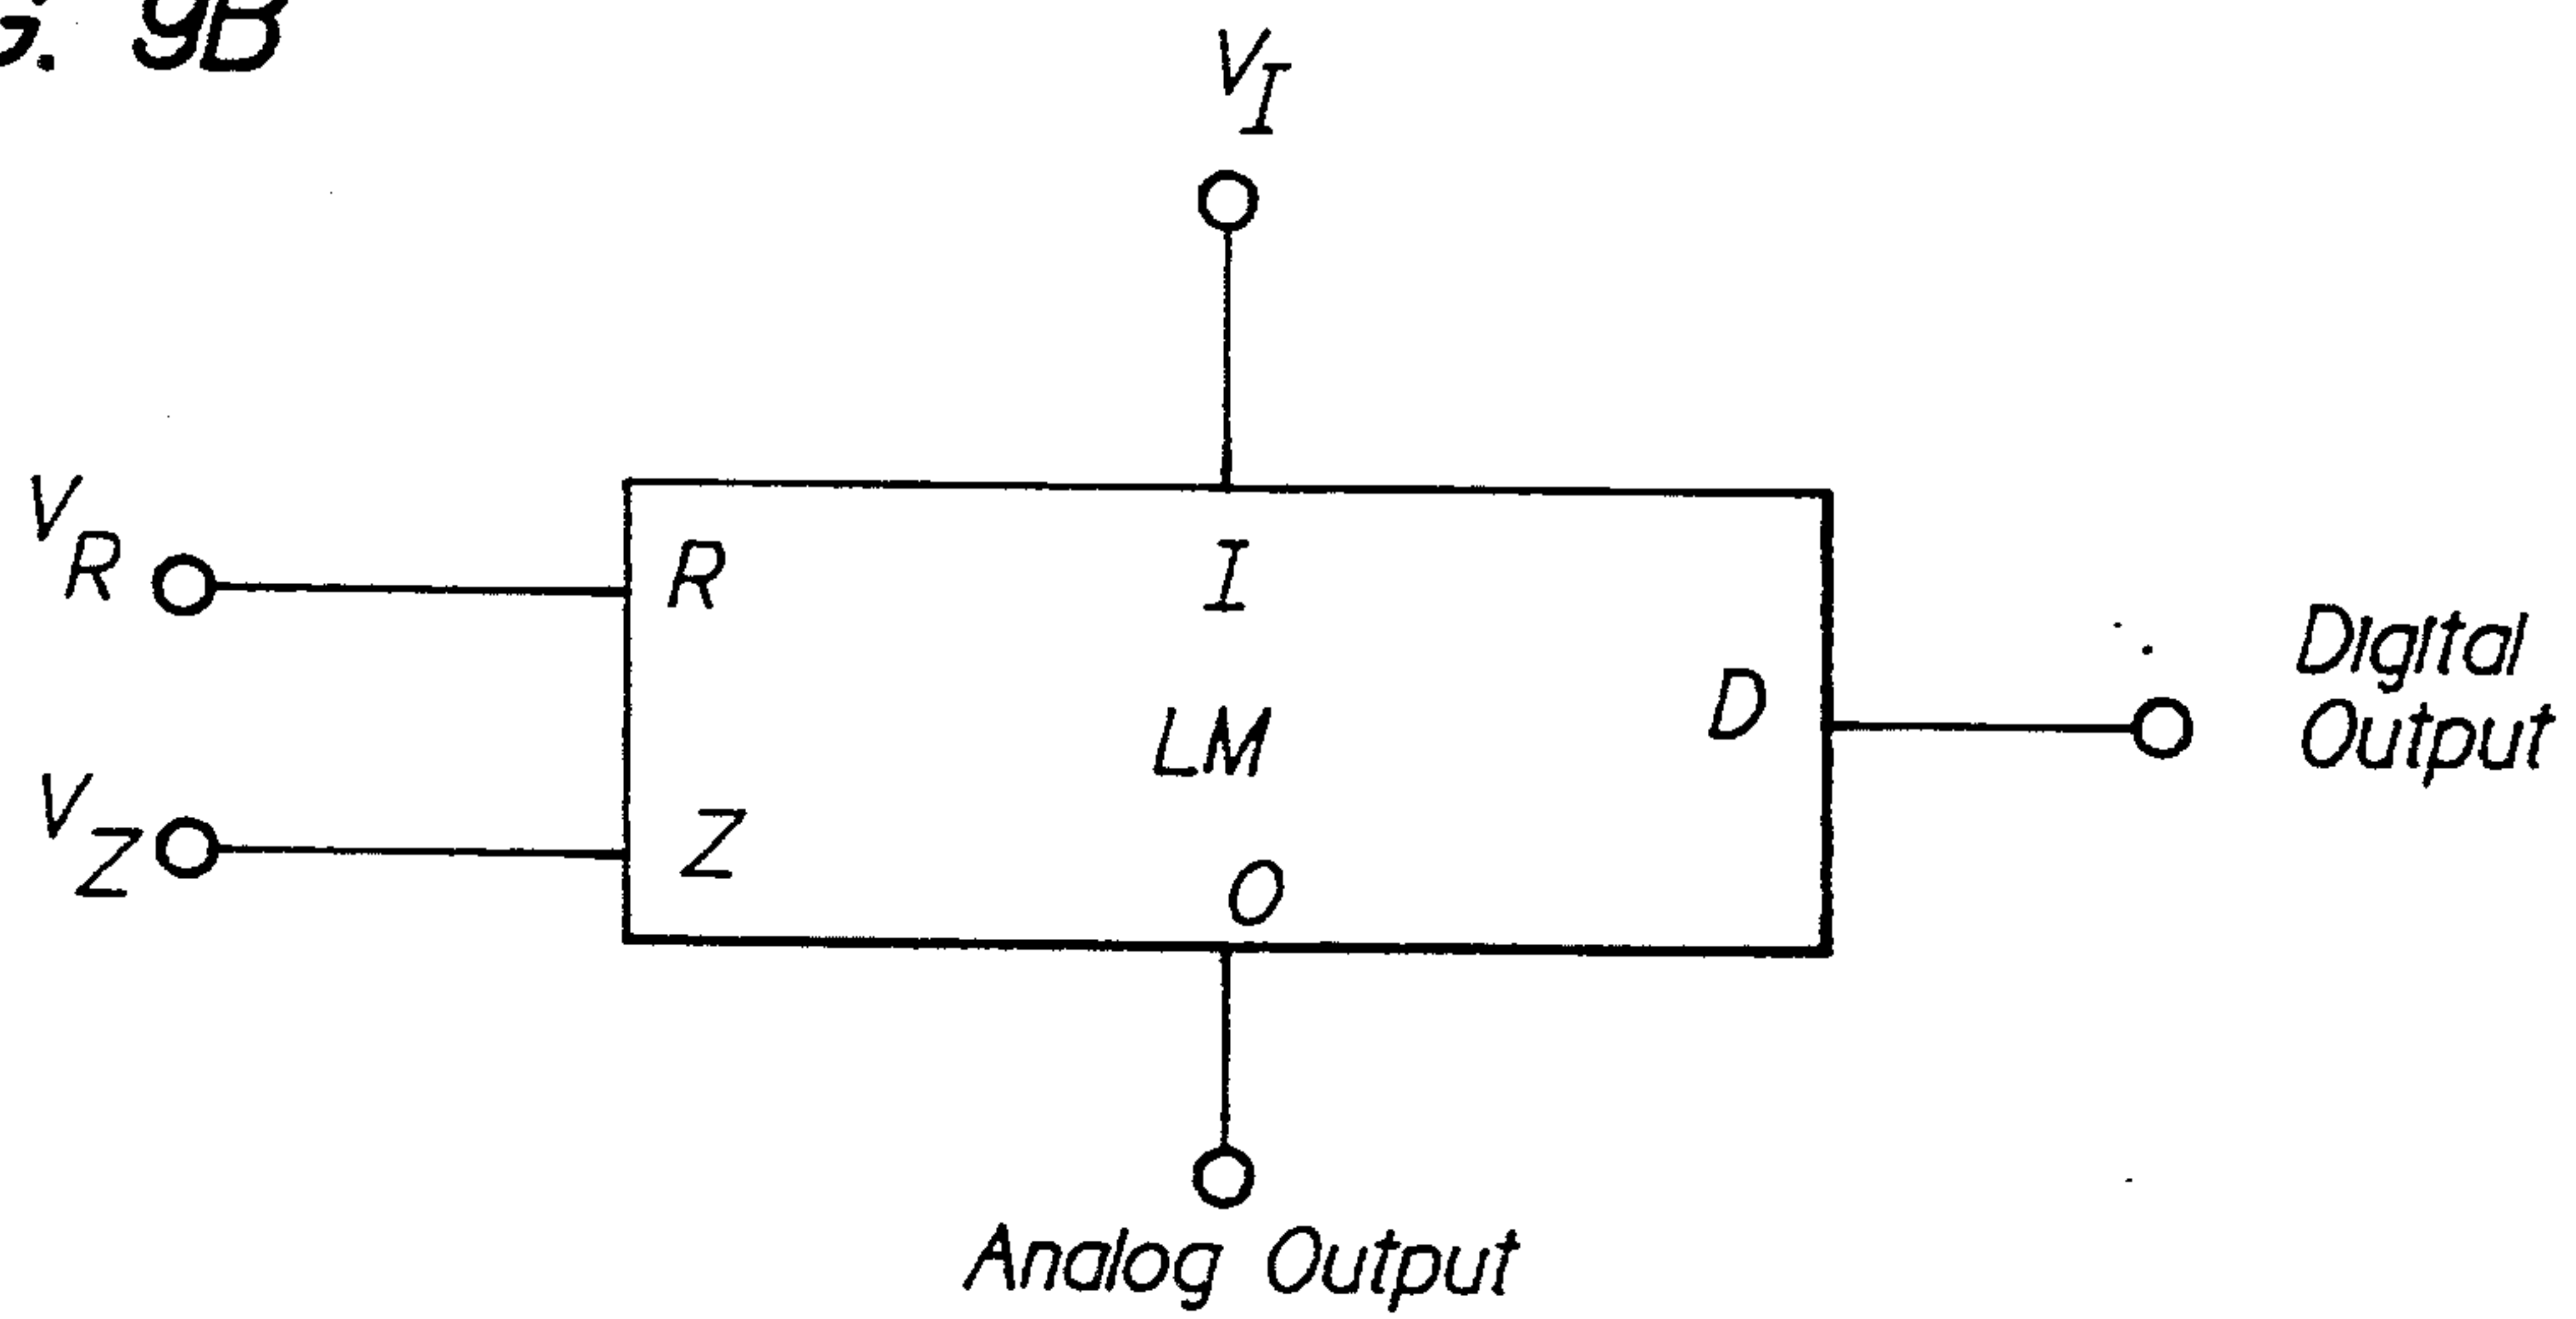 G. 9B
V_I
V_R
R
I
Digital
Output
D
LM
V_Z
Z
O
Analog Output